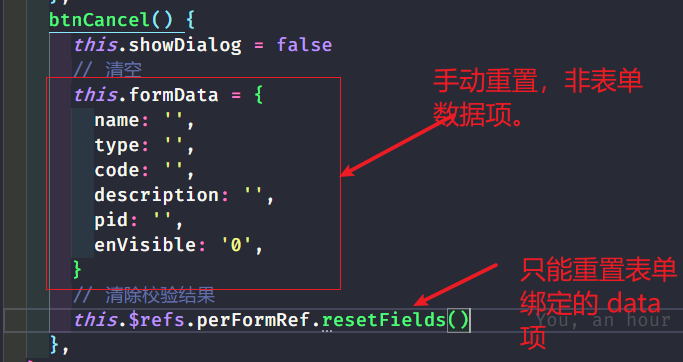 },
btnCancel() {
this.showDialog = false
// 清空
this.formData = {
name: '',
type: '',
code: '',
description: '',
pid: '',
enVisible: '0',
}
// 清除校验结果
this.$refs.perFormRef.resetFields()
You, an hour
},
手动重置，非表单
数据项。
只能重置表单
绑定的 data
项